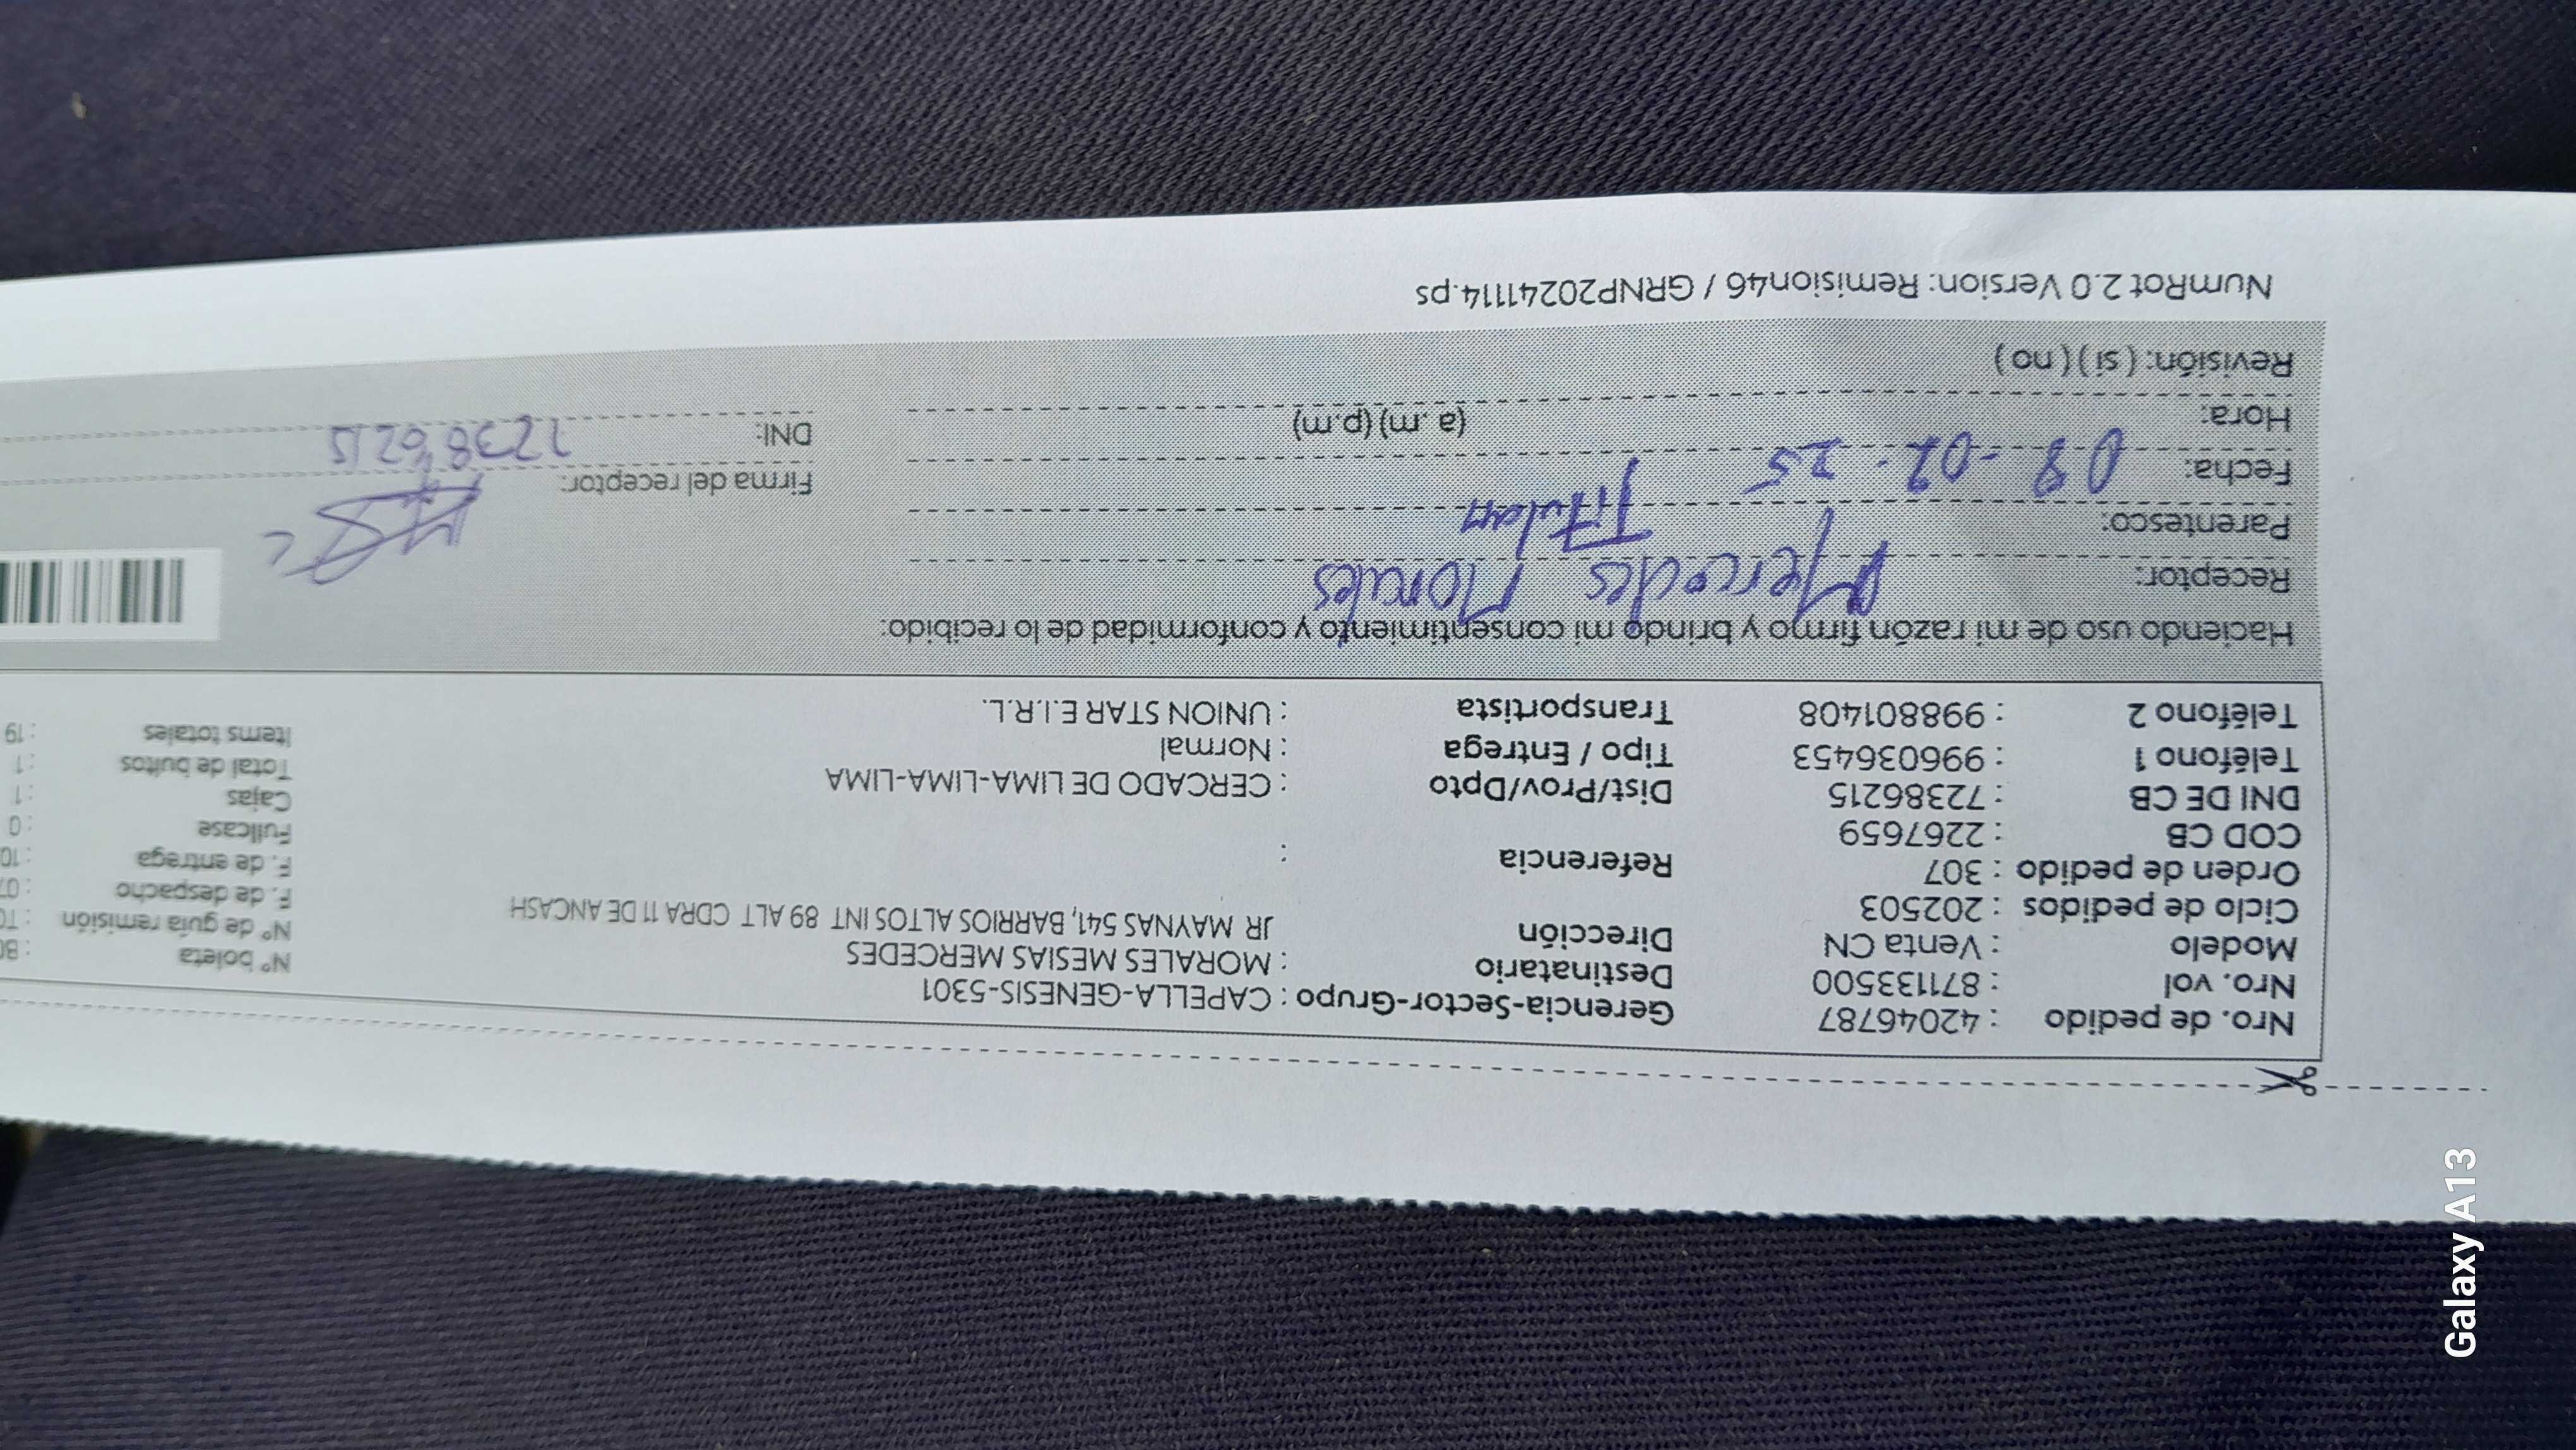 Nro. de pedido : 42046787
Nro. vol : 871133500
Modelo : Venta CN
Ciclo de pedidos : 202503
Orden de pedido : 307
COD CB : 2267659
DNI DE CB : 72386215
Teléfono 1 : 996036453
Teléfono 2 : 998801408
Gerencia-Sector-Grupo : CAPELLA-GENESIS-5301
Destinatario : MORALES MESIAS MERCEDES
Dirección JR MAYNAS 541, BARRIOS ALTOS INT 89 ALT CDRA 11 DE ANCASH
Referencia :
Dist/Prov/Dpto : CERCADO DE LIMA-LIMA-LIMA
Tipo / Entrega : Normal
Transportista : UNION STAR E.I.R.L.
N° boleta
N° de guía remisión
F. de despacho
F. de entrega
Fullcase : 0
Cajas : 1
Total de bultos : 1
Items totales : 19
Haciendo uso de mi razón firmo y brindo mi consentimiento y conformidad de lo recibido:
Receptor: Mercedes Morales
Parentesco: Titular
Fecha: 08-02-25
Hora: (a .m) (p.m)
Revisión: ( si ) ( no )
Firma del receptor:
DNI: 72386215
NumRot 2.0 Version: Remision46 / GRNP20241114.ps
Galaxy A13